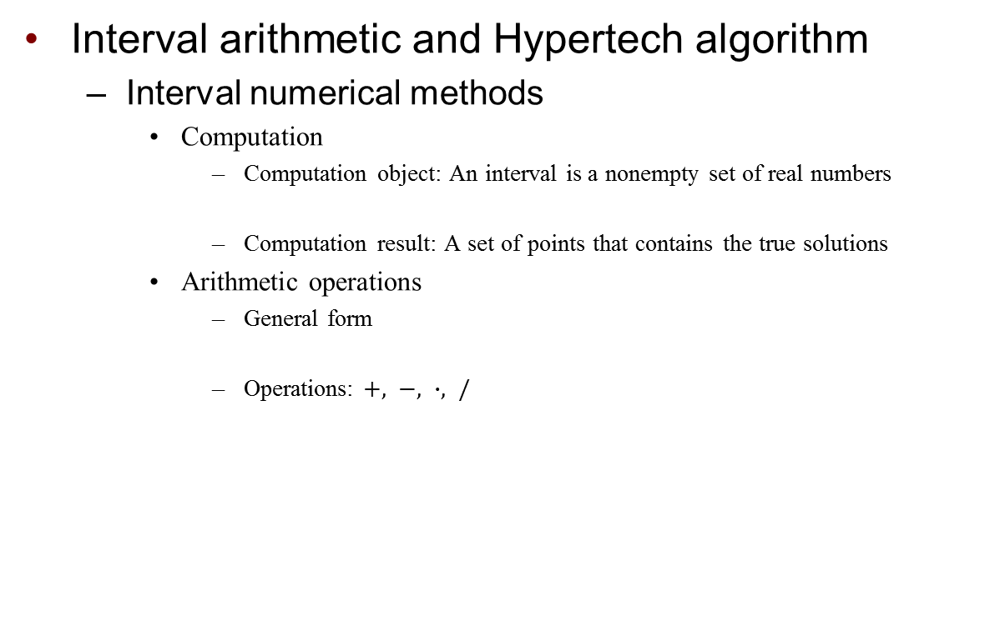 • Interval arithmetic and Hypertech algorithm
– Interval numerical methods
• Computation
– Computation object: An interval is a nonempty set of real numbers
– Computation result: A set of points that contains the true solutions
• Arithmetic operations
– General form
– Operations: +, −, ·, /